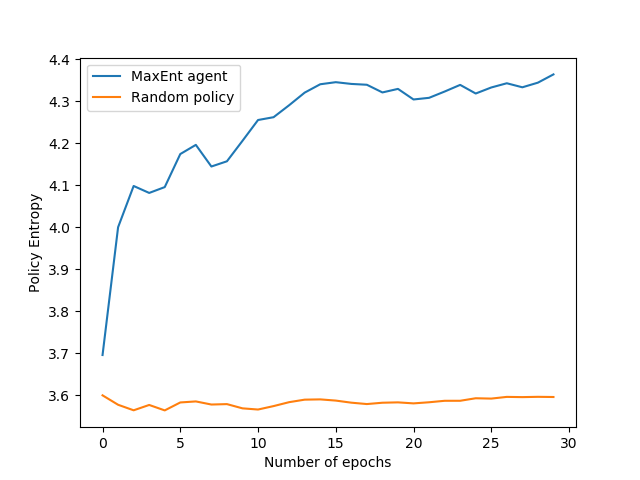 MaxEnt agent
Random policy
4.4
4.3
4.2
4.1
4.0
3.9
3.8
3.7
3.6
Policy Entropy
0 5 10 15 20 25 30
Number of epochs